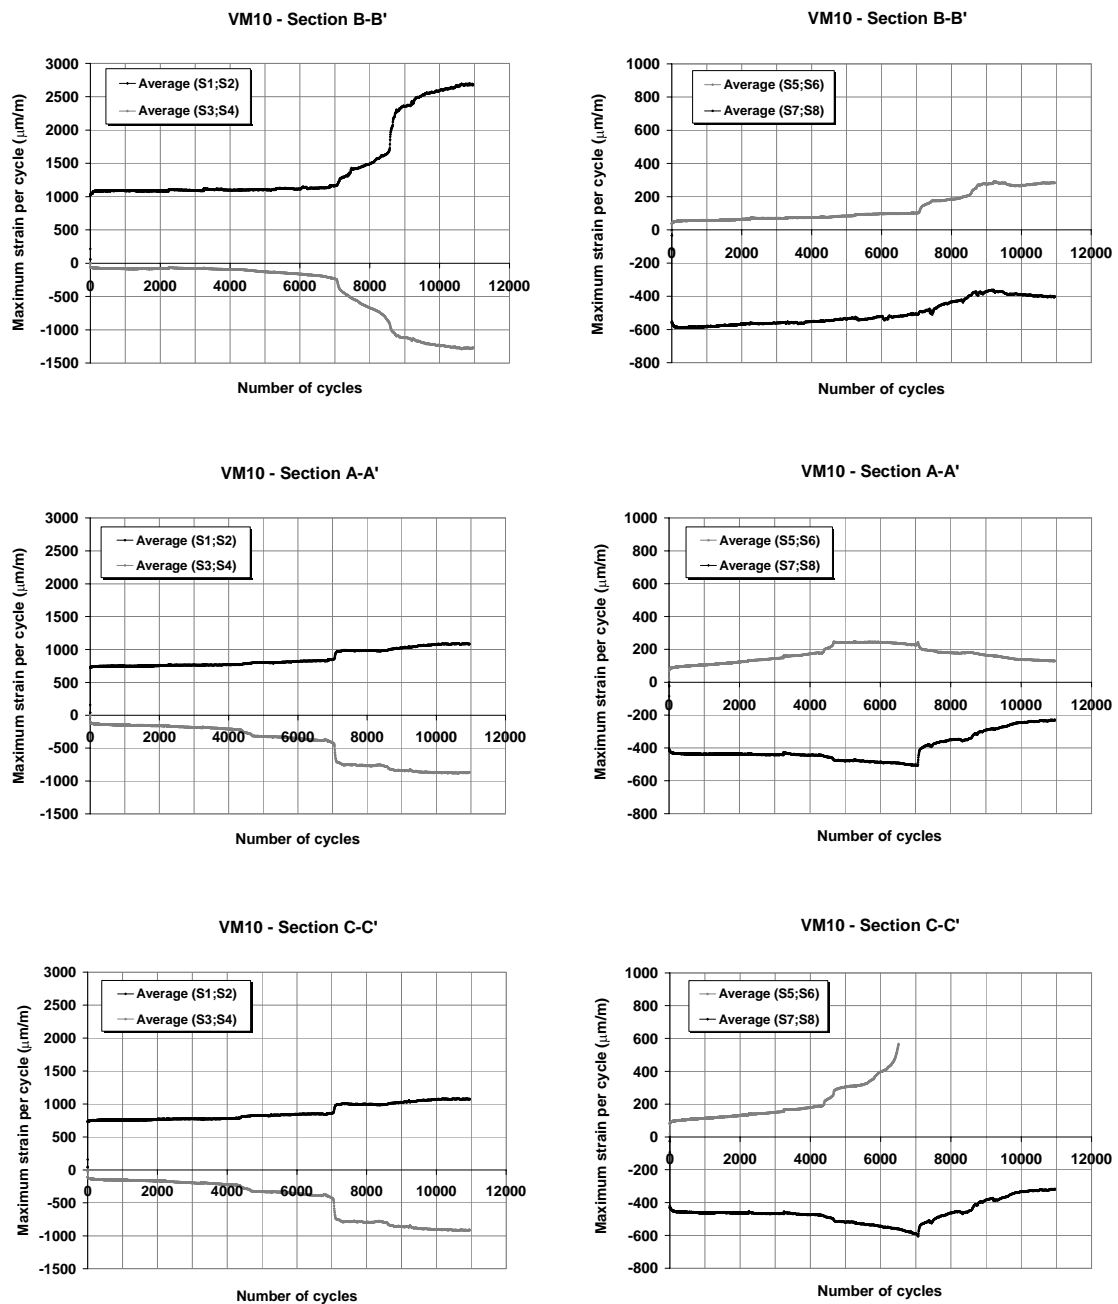 VM10 - Section B-B'
3000
2500
2000
1500
1000
500
0
-500
-1000
-1500
0 2000 4000 6000 8000 10000 12000
Maximum strain per cycle (μm/m)
Number of cycles
Average (S1;S2)
Average (S3;S4)
VM10 - Section B-B'
1000
800
600
400
200
0
-200
-400
-600
-800
0 2000 4000 6000 8000 10000 12000
Maximum strain per cycle (μm/m)
Number of cycles
Average (S5;S6)
Average (S7;S8)
VM10 - Section A-A'
3000
2500
2000
1500
1000
500
0
-500
-1000
-1500
0 2000 4000 6000 8000 10000 12000
Maximum strain per cycle (μm/m)
Number of cycles
Average (S1;S2)
Average (S3;S4)
VM10 - Section A-A'
1000
800
600
400
200
0
-200
-400
-600
-800
0 2000 4000 6000 8000 10000 12000
Maximum strain per cycle (μm/m)
Number of cycles
Average (S5;S6)
Average (S7;S8)
VM10 - Section C-C'
3000
2500
2000
1500
1000
500
0
-500
-1000
-1500
0 2000 4000 6000 8000 10000 12000
Maximum strain per cycle (μm/m)
Number of cycles
Average (S1;S2)
Average (S3;S4)
VM10 - Section C-C'
1000
800
600
400
200
0
-200
-400
-600
-800
0 2000 4000 6000 8000 10000 12000
Maximum strain per cycle (μm/m)
Number of cycles
Average (S5;S6)
Average (S7;S8)